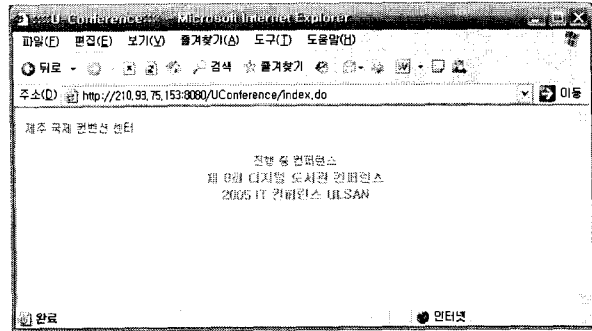 :::U-Conference::: - Microsoft Internet Explorer
파일(F) 편집(E) 보기(V) 즐겨찾기(A) 도구(T) 도움말(H)
뒤로 검색 즐겨찾기
주소(D) http://210,93,75,153:8080/UConference/index,do 이동
제주 국제 컨벤션 센터
진행 중 컨퍼런스
제 9회 디지털 도서관 컨퍼런스
2005 IT 컨퍼런스 ULSAN
완료 인터넷